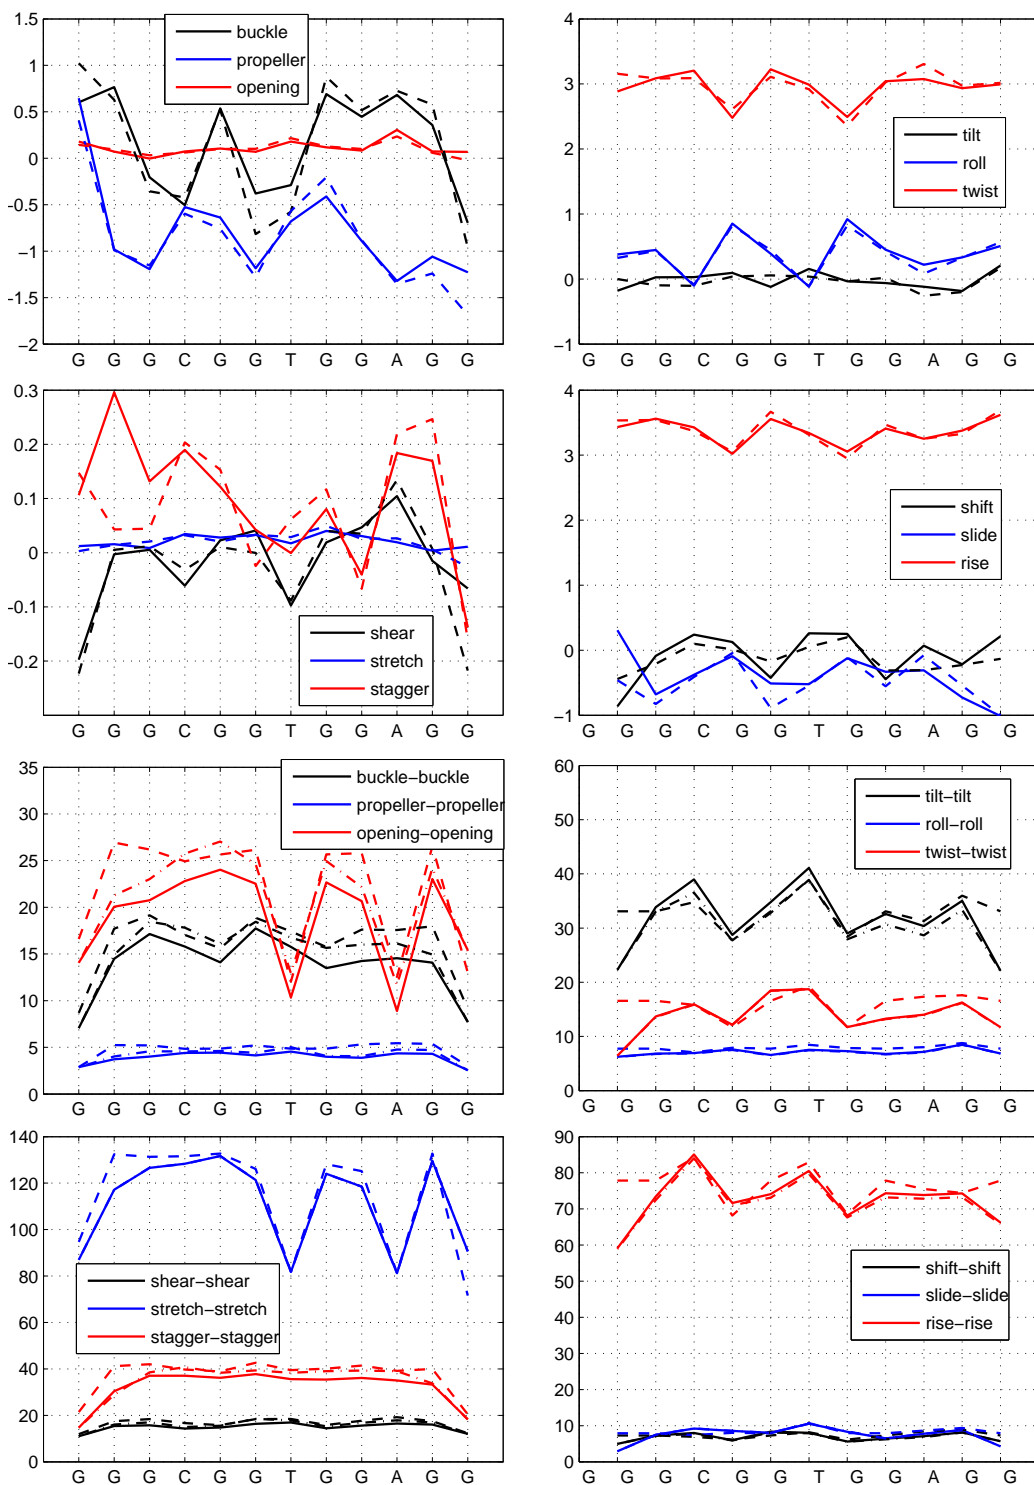 1.5
1
0.5
0
−0.5
−1
−1.5
−2
buckle
propeller
opening
G G G C G G T G G A G G
4
3
2
1
0
−1
tilt
roll
twist
G G G C G G T G G A G G
0.3
0.2
0.1
0
−0.1
−0.2
shear
stretch
stagger
G G G C G G T G G A G G
4
3
2
1
0
−1
shift
slide
rise
G G G C G G T G G A G G
35
30
25
20
15
10
5
0
buckle−buckle
propeller−propeller
opening−opening
G G G C G G T G G A G G
60
50
40
30
20
10
0
tilt−tilt
roll−roll
twist−twist
G G G C G G T G G A G G
140
120
100
80
60
40
20
0
shear−shear
stretch−stretch
stagger−stagger
G G G C G G T G G A G G
90
80
70
60
50
40
30
20
10
0
shift−shift
slide−slide
rise−rise
G G G C G G T G G A G G